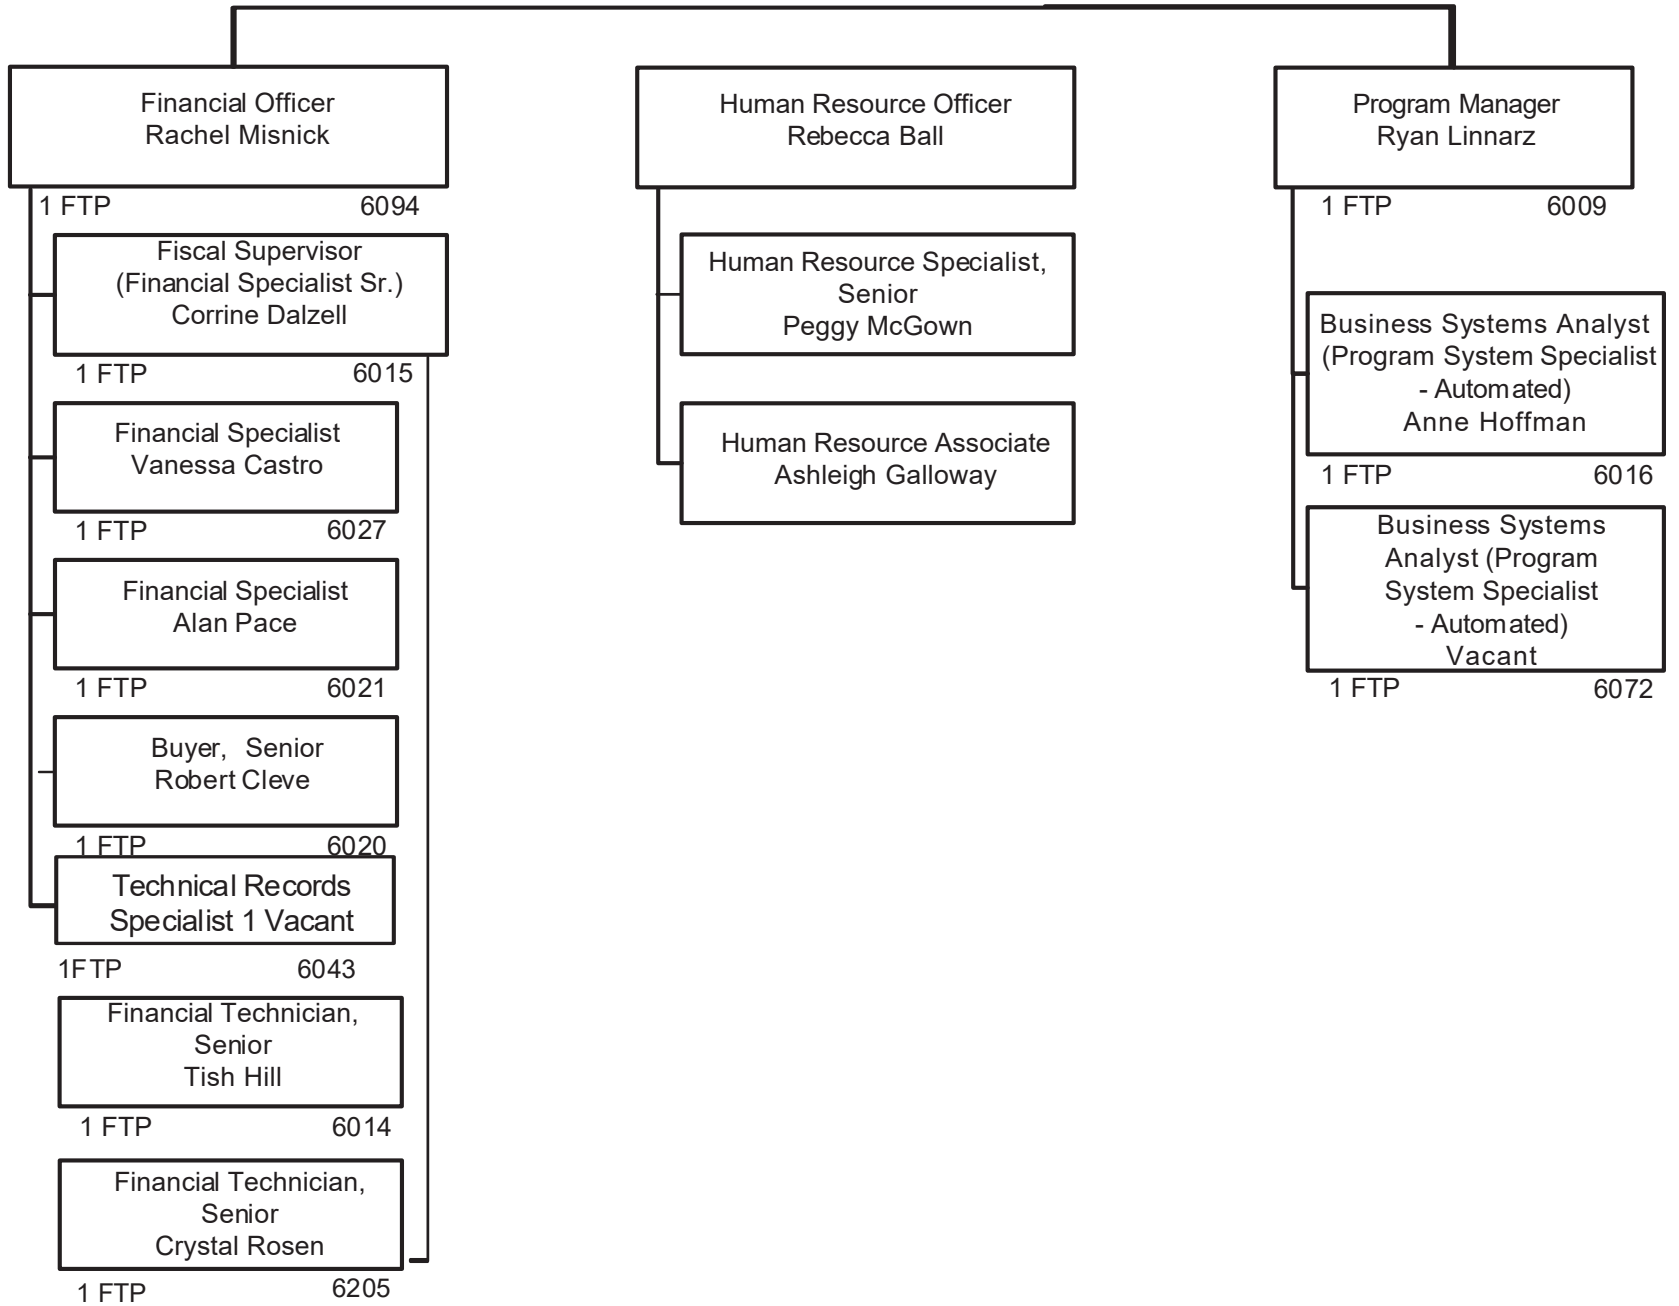 Financial Officer
Rachel Misnick
1 FTP 6094
Fiscal Supervisor
(Financial Specialist Sr.)
Corrine Dalzell
1 FTP 6015
Financial Specialist
Vanessa Castro
1 FTP 6027
Financial Specialist
Alan Pace
1 FTP 6021
Buyer, Senior
Robert Cleve
1 FTP 6020
Technical Records
Specialist 1 Vacant
1FTP 6043
Financial Technician,
Senior
Tish Hill
1 FTP 6014
Financial Technician,
Senior
Crystal Rosen
1 FTP 6205
Human Resource Officer
Rebecca Ball
Human Resource Specialist,
Senior
Peggy McGown
Human Resource Associate
Ashleigh Galloway
Program Manager
Ryan Linnarz
1 FTP 6009
Business Systems Analyst
(Program System Specialist
- Automated)
Anne Hoffman
1 FTP 6016
Business Systems
Analyst (Program
System Specialist
- Automated)
Vacant
1 FTP 6072